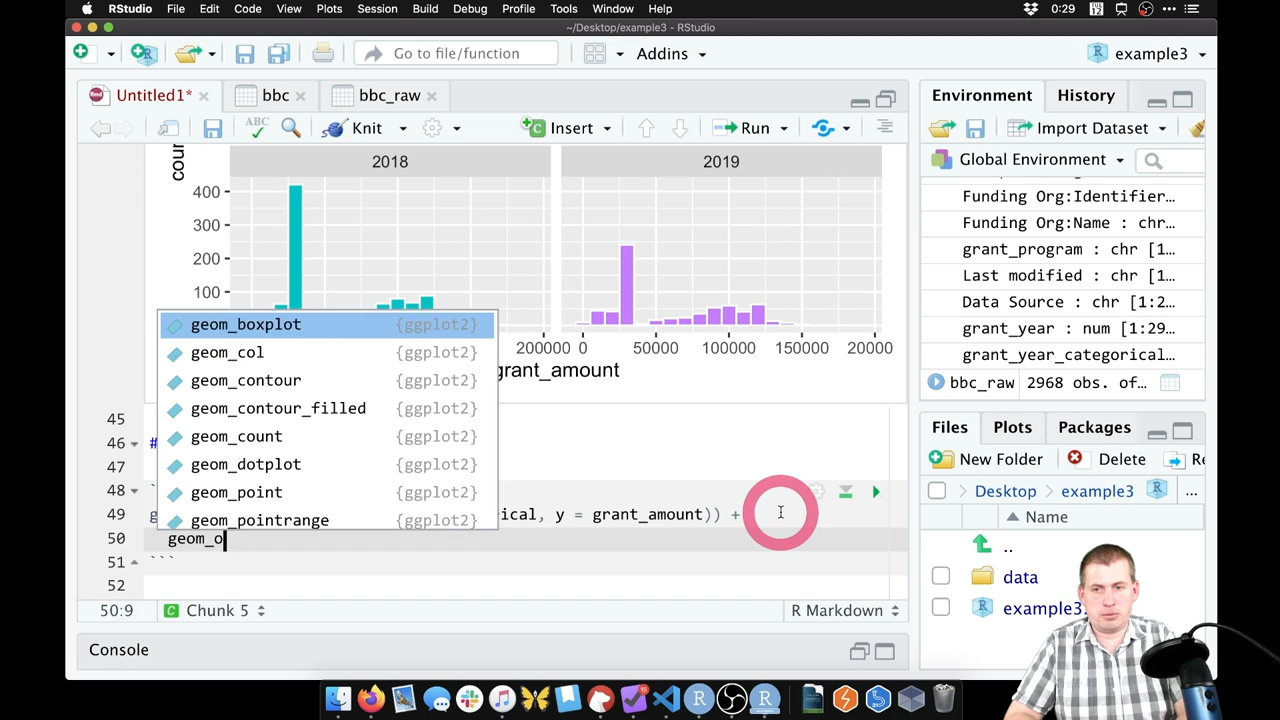 RStudio File Edit Code View Plots Session Build Debug Profile Tools Window Help 0:29 TUE 12
~/Desktop/example3 - RStudio
Go to file/function Addins example3
Untitled1* bbc bbc_raw
ABC Knit Insert Run
400
300
200
100
2018 2019
200000 0 50000 100000 150000 20000
grant_amount
geom_boxplot {ggplot2}
geom_col {ggplot2}
geom_contour {ggplot2}
geom_contour_filled {ggplot2}
geom_count {ggplot2}
geom_dotplot {ggplot2}
geom_point {ggplot2}
geom_pointrange {ggplot2}
45
46 #
47
48 `
49 g ical, y = grant_amount)) +
50 geom_o
51 ```
52
50:9 Chunk 5 R Markdown
Console
Environment History
Import Dataset
Global Environment
Funding Org:Identifier…
Funding Org:Name : chr…
grant_program : chr [1…
Last modified : chr [1…
Data Source : chr [1:2…
grant_year : num [1:29…
grant_year_categorical…
bbc_raw 2968 obs. of…
Files Plots Packages
New Folder Delete Re
Desktop example3 ...
Name
..
data
example3.